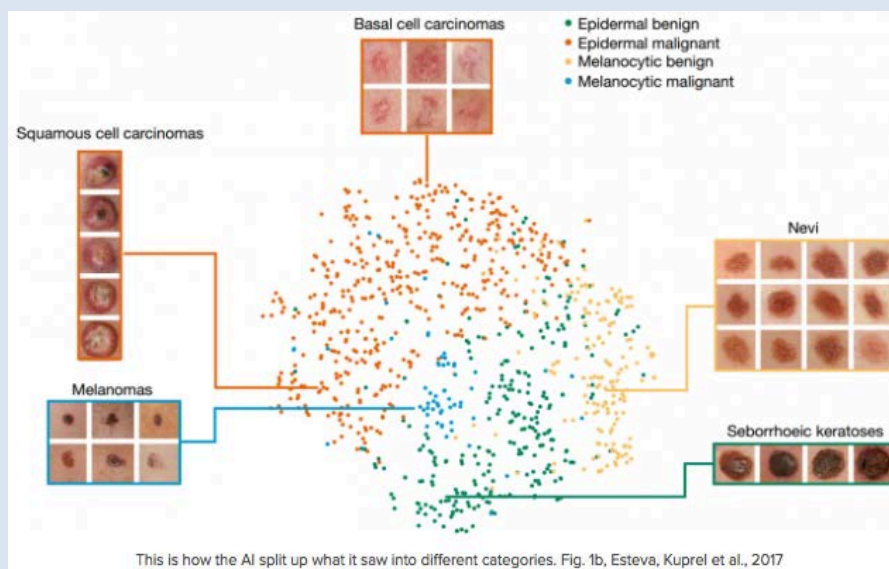 Basal cell carcinomas
Epidermal benign
Epidermal malignant
Melanocytic benign
Melanocytic malignant
Squamous cell carcinomas
Nevi
Melanomas
Seborrhoeic keratoses
This is how the AI split up what it saw into different categories. Fig. 1b, Esteva, Kuprel et al., 2017